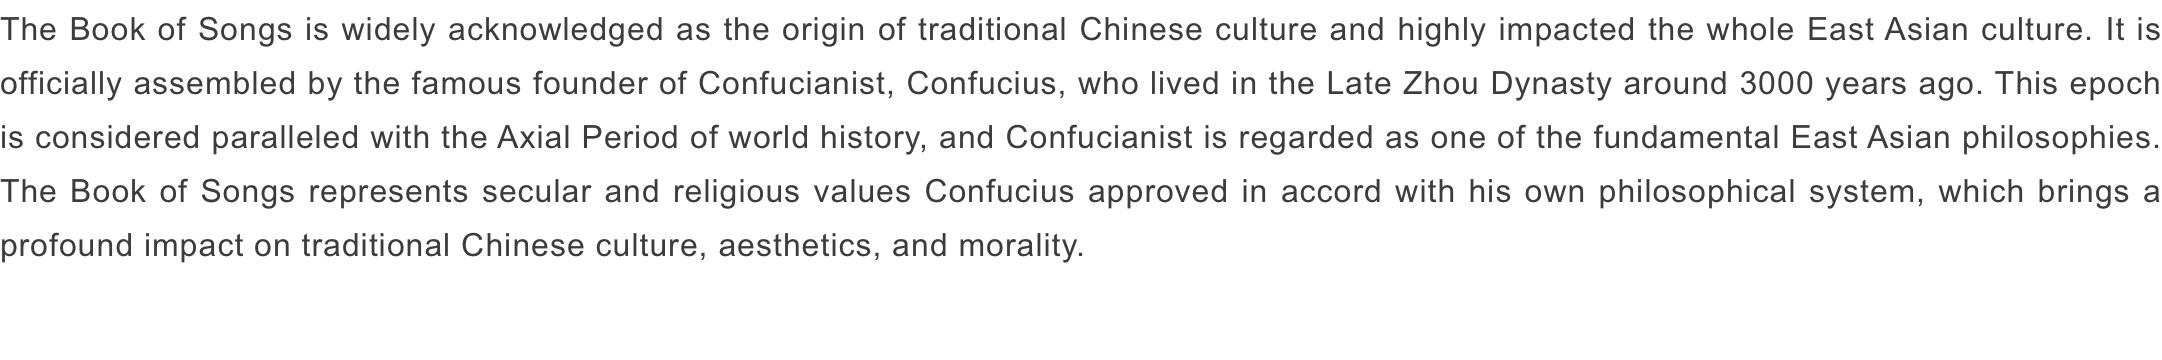 The Book of Songs is widely acknowledged as the origin of traditional Chinese culture and highly impacted the whole East Asian culture. It is
officially assembled by the famous founder of Confucianist, Confucius, who lived in the Late Zhou Dynasty around 3000 years ago. This epoch
is considered paralleled with the Axial Period of world history, and Confucianist is regarded as one of the fundamental East Asian philosophies.
The Book of Songs represents secular and religious values Confucius approved in accord with his own philosophical system, which brings a
profound impact on traditional Chinese culture, aesthetics, and morality.